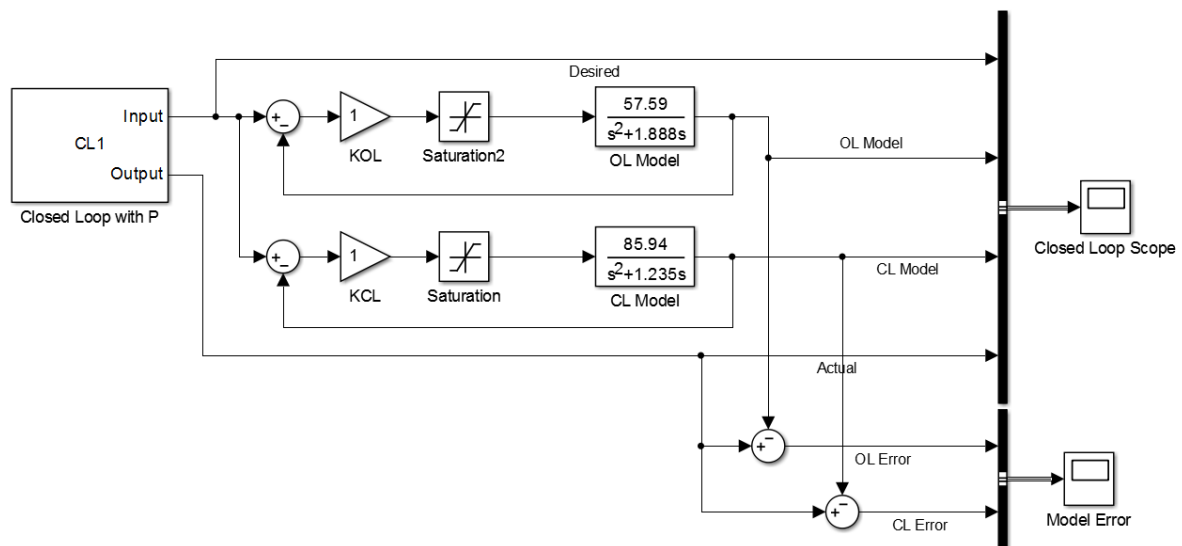 Desired
Input
CL1
Output
Closed Loop with P
+
−
1
KOL
Saturation2
57.59
s²+1.888s
OL Model
OL Model
+
−
1
KCL
Saturation
85.94
s²+1.235s
CL Model
CL Model
Closed Loop Scope
Actual
+
−
OL Error
+
−
CL Error
Model Error